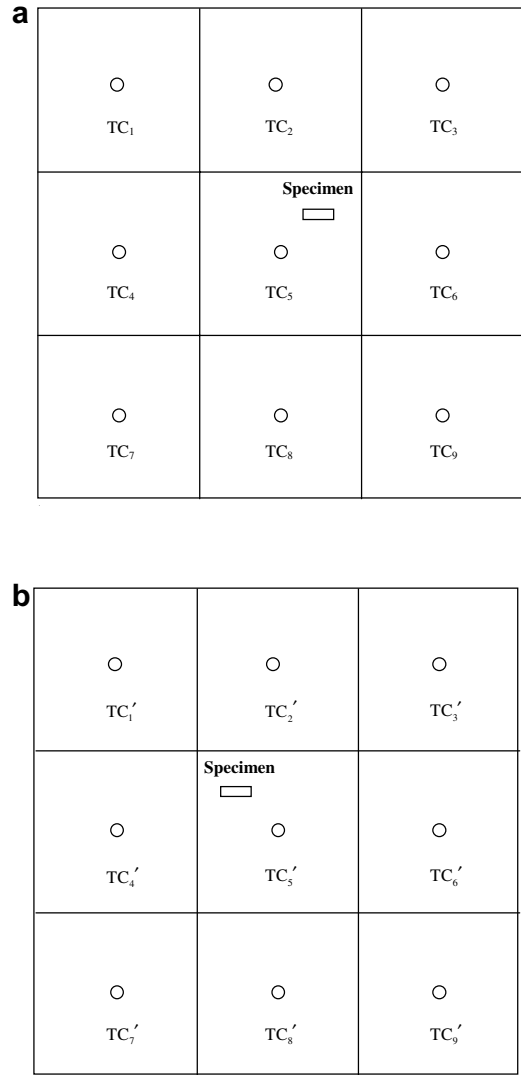 a
TC₁ TC₂ TC₃
Specimen
TC₄ TC₅ TC₆
TC₇ TC₈ TC₉
b
TC₁′ TC₂′ TC₃′
Specimen
TC₄′ TC₅′ TC₆′
TC₇′ TC₈′ TC₉′